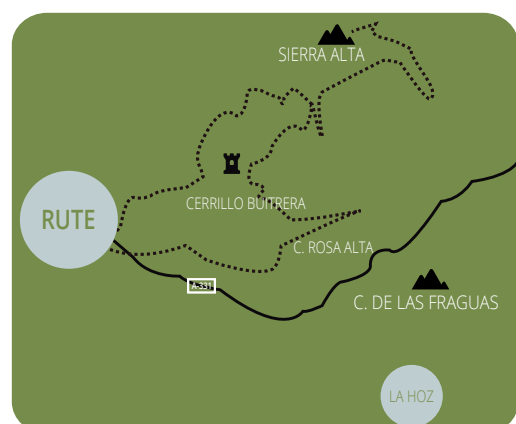 SIERRA ALTA
CERRILLO BUITRERA
RUTE
C. ROSA ALTA
A-331
C. DE LAS FRAGUAS
LA HOZ